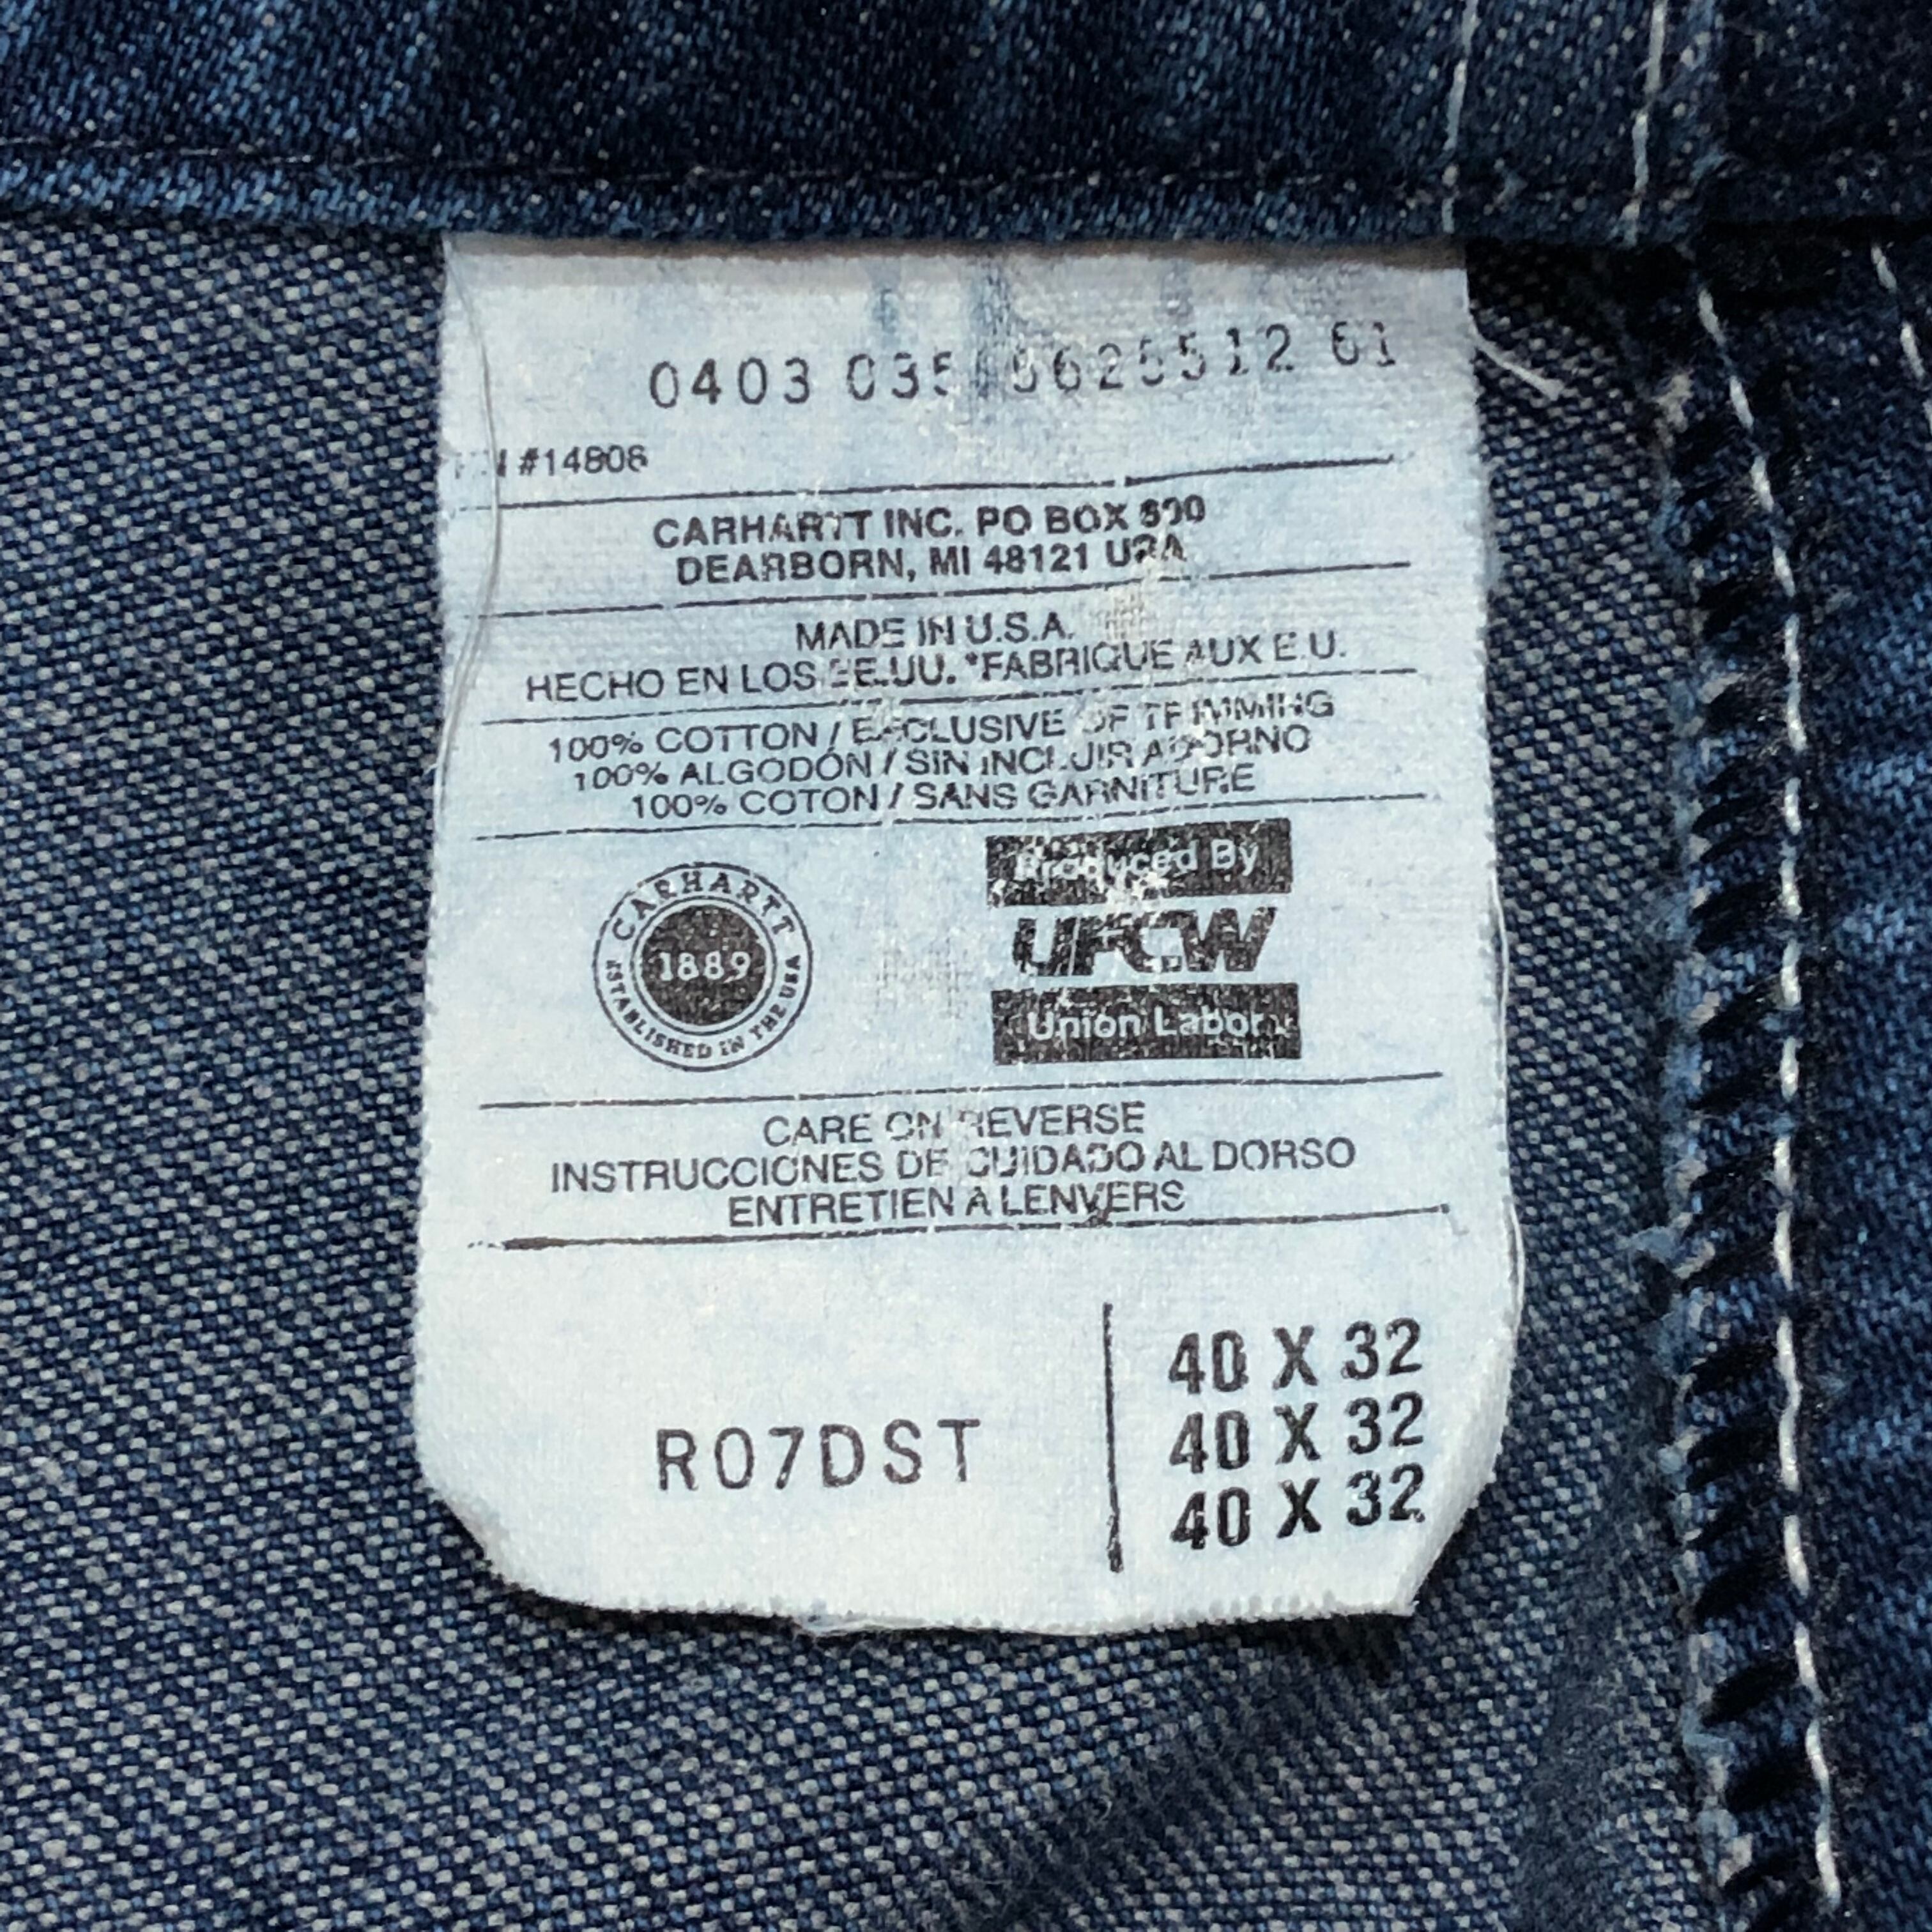 0403 035 5625512 61
#14806
CARHARTT INC. PO BOX 600
DEARBORN, MI 48121 USA
MADE IN U.S.A.
HECHO EN LOS EE.UU. *FABRIQUE AUX E.U.
100% COTTON / EXCLUSIVE OF TRIMMING
100% ALGODÓN / SIN INCLUIR ADORNO
100% COTON / SANS GARNITURE
CARHARTT
1889
ESTABLISHED IN THE USA
Produced By
UFCW
Union Labor
CARE ON REVERSE
INSTRUCCIONES DE CUIDADO AL DORSO
ENTRETIEN A LENVERS
R07DST
40 X 32
40 X 32
40 X 32